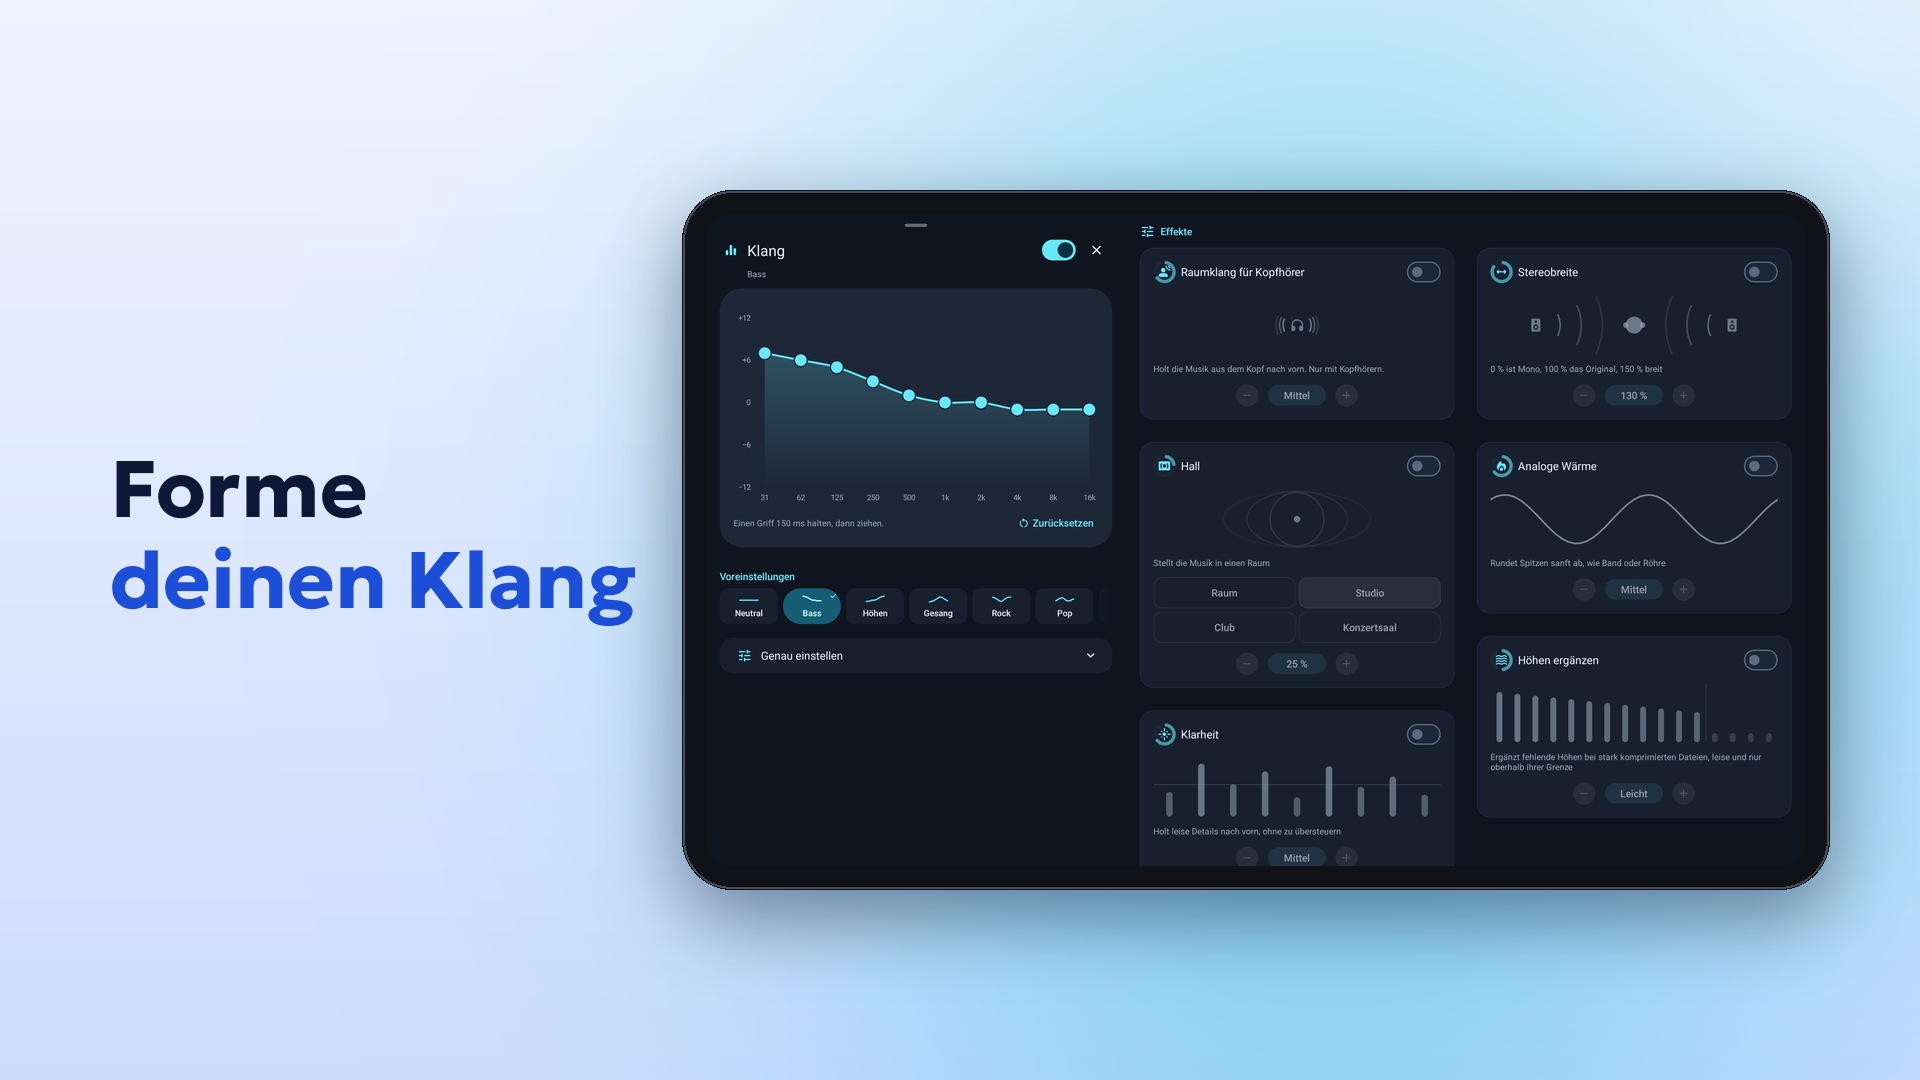 Forme
deinen Klang
Klang
Bass
+12
+6
0
−6
−12
31 62 125 250 500 1k 2k 4k 8k 16k
Einen Griff 150 ms halten, dann ziehen.
Zurücksetzen
Voreinstellungen
Neutral Bass Höhen Gesang Rock Pop
Genau einstellen
Effekte
Raumklang für Kopfhörer
Holt die Musik aus dem Kopf nach vorn. Nur mit Kopfhörern.
− Mittel +
Stereobreite
0 % ist Mono, 100 % das Original, 150 % breit
− 130 % +
Hall
Stellt die Musik in einen Raum
Raum Studio
Club Konzertsaal
− 25 % +
Analoge Wärme
Rundet Spitzen sanft ab, wie Band oder Röhre
− Mittel +
Klarheit
Holt leise Details nach vorn, ohne zu übersteuern
− Mittel +
Höhen ergänzen
Ergänzt fehlende Höhen bei stark komprimierten Dateien, leise und nur
oberhalb ihrer Grenze
− Leicht +